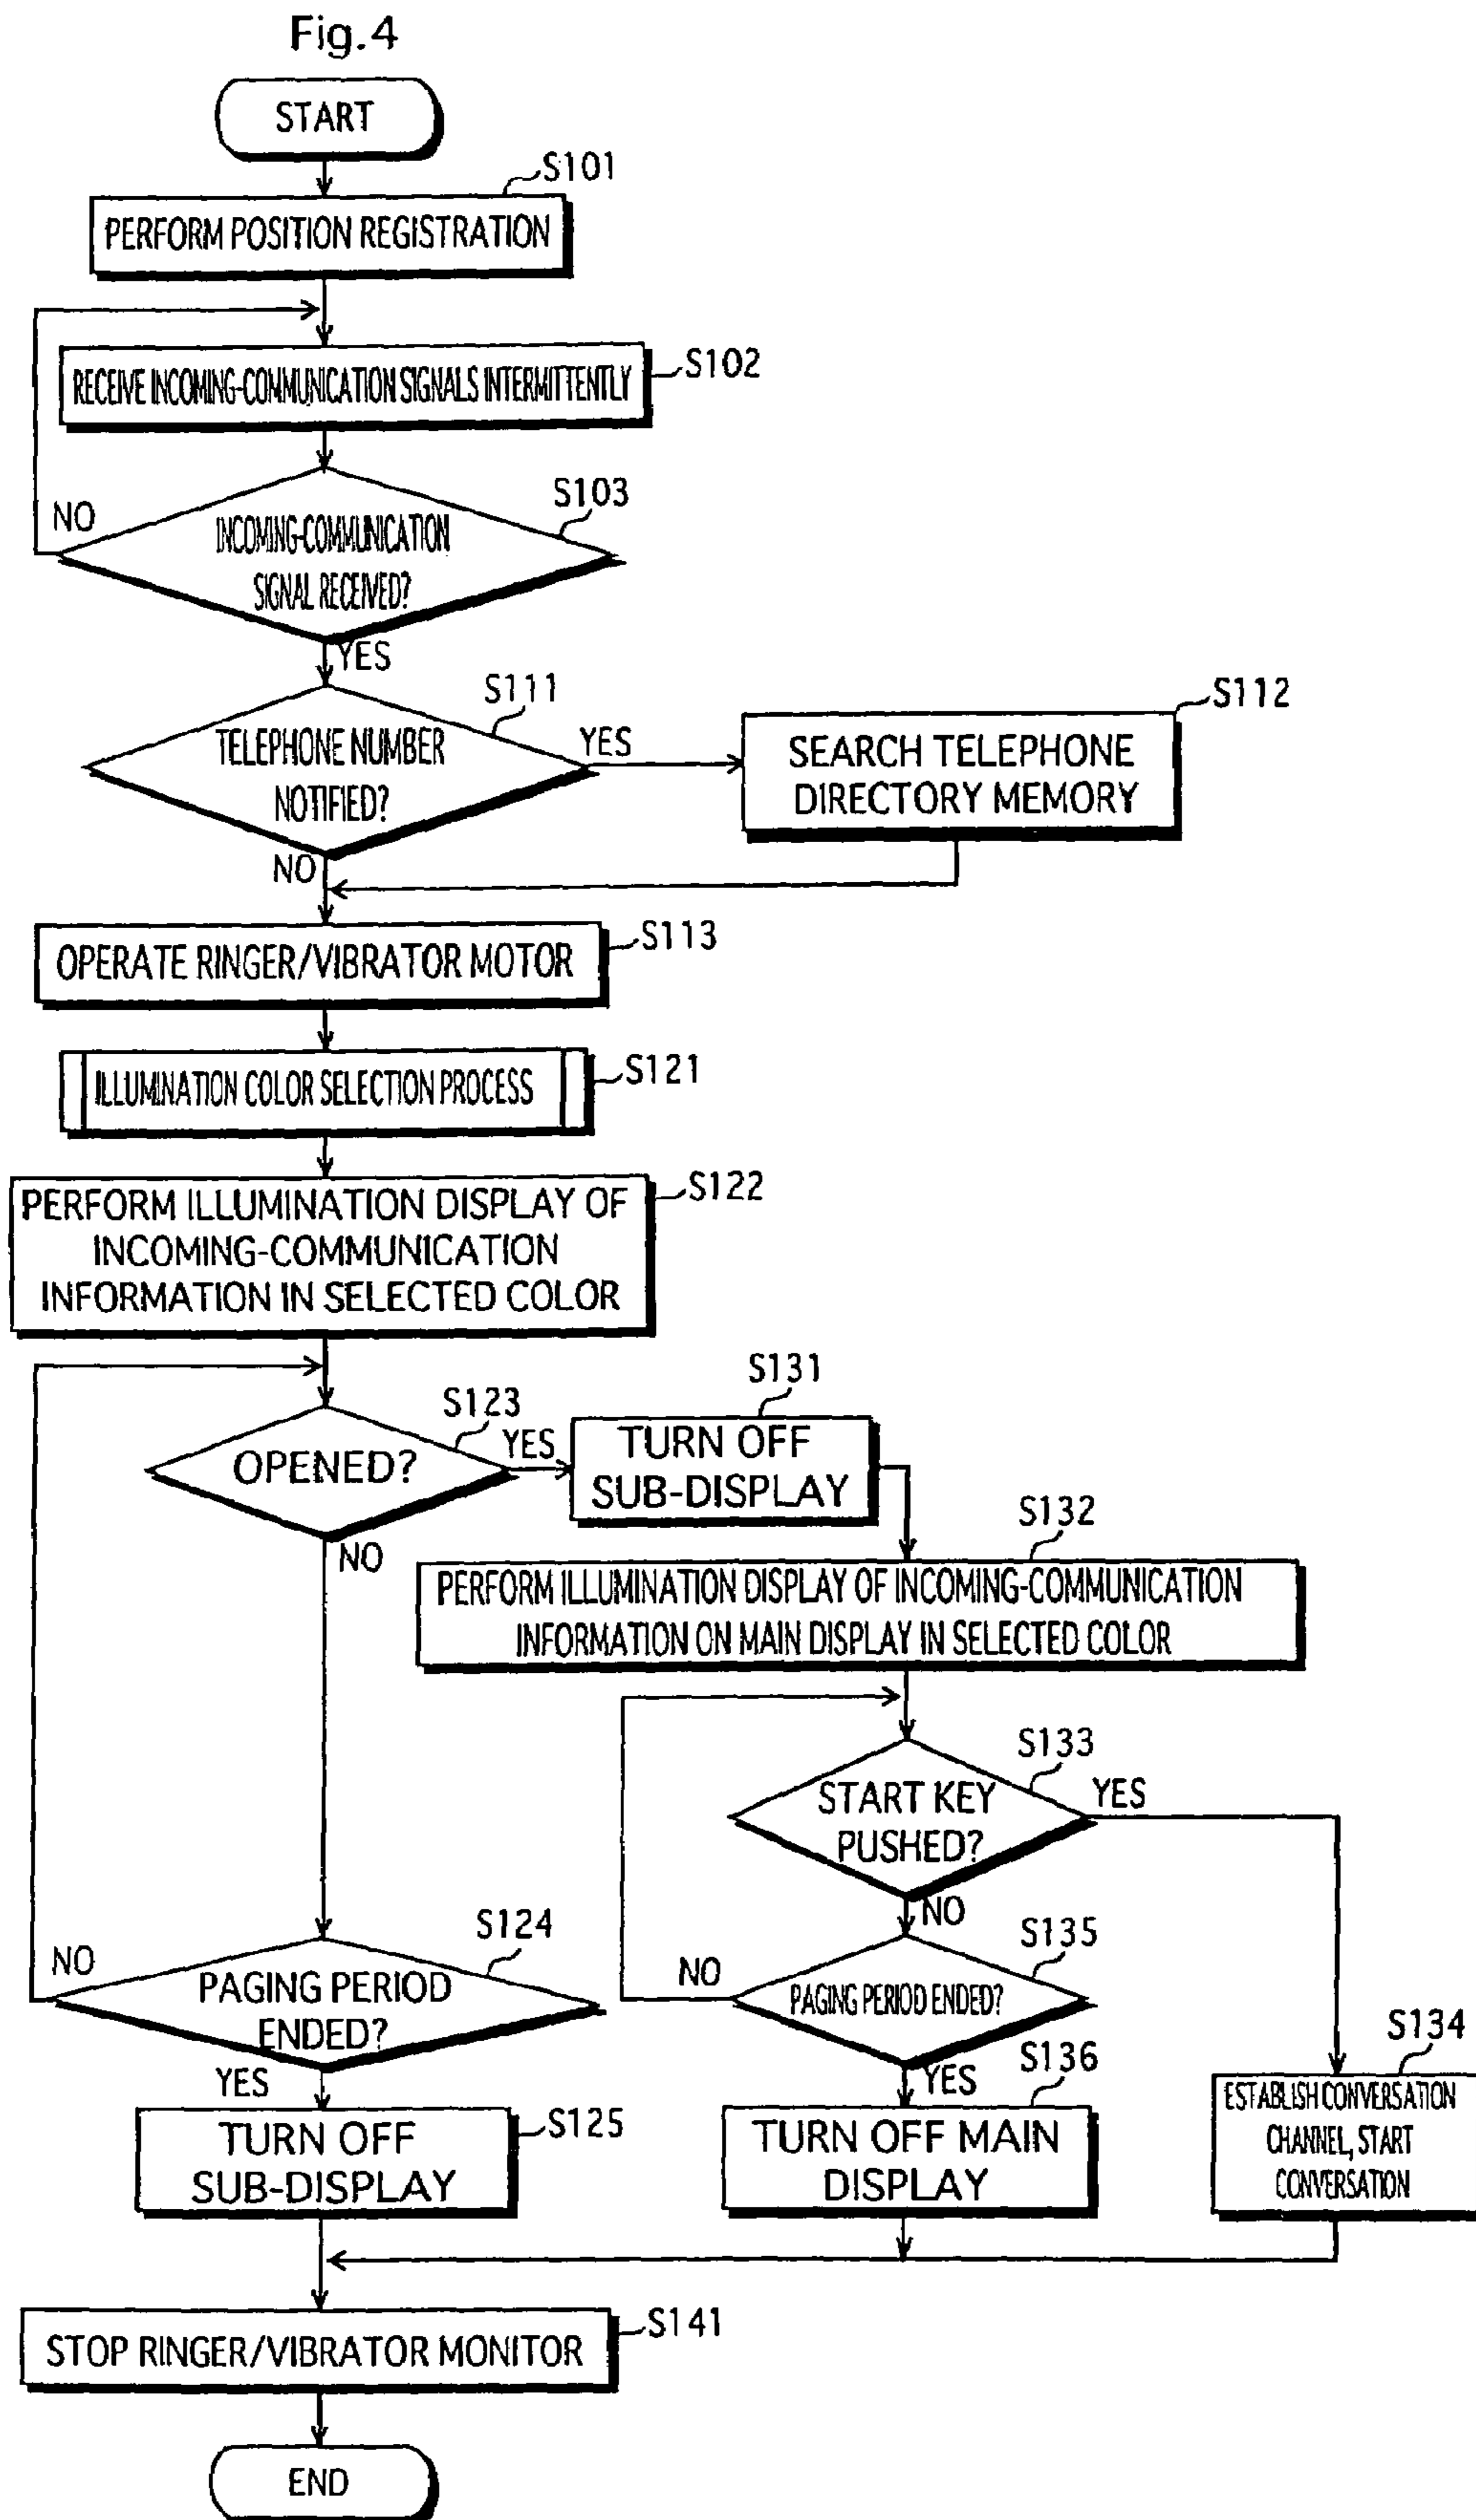 Fig.4
START
S101
PERFORM POSITION REGISTRATION
S102
RECEIVE INCOMING-COMMUNICATION SIGNALS INTERMITTENTLY
S103
NO
INCOMING-COMMUNICATION
SIGNAL RECEIVED?
YES
S111
TELEPHONE NUMBER
NOTIFIED?
YES
S112
SEARCH TELEPHONE
DIRECTORY MEMORY
NO
S113
OPERATE RINGER/VIBRATOR MOTOR
S121
ILLUMINATION COLOR SELECTION PROCESS
S122
PERFORM ILLUMINATION DISPLAY OF
INCOMING-COMMUNICATION
INFORMATION IN SELECTED COLOR
S123
OPENED?
YES
S131
TURN OFF
SUB-DISPLAY
NO
S132
PERFORM ILLUMINATION DISPLAY OF INCOMING-COMMUNICATION
INFORMATION ON MAIN DISPLAY IN SELECTED COLOR
S133
START KEY
PUSHED?
YES
NO
S124
NO
PAGING PERIOD
ENDED?
YES
S135
NO
PAGING PERIOD ENDED?
YES
S134
ESTABLISH CONVERSATION
CHANNEL, START
CONVERSATION
S125
TURN OFF
SUB-DISPLAY
S136
TURN OFF MAIN
DISPLAY
S141
STOP RINGER/VIBRATOR MONITOR
END